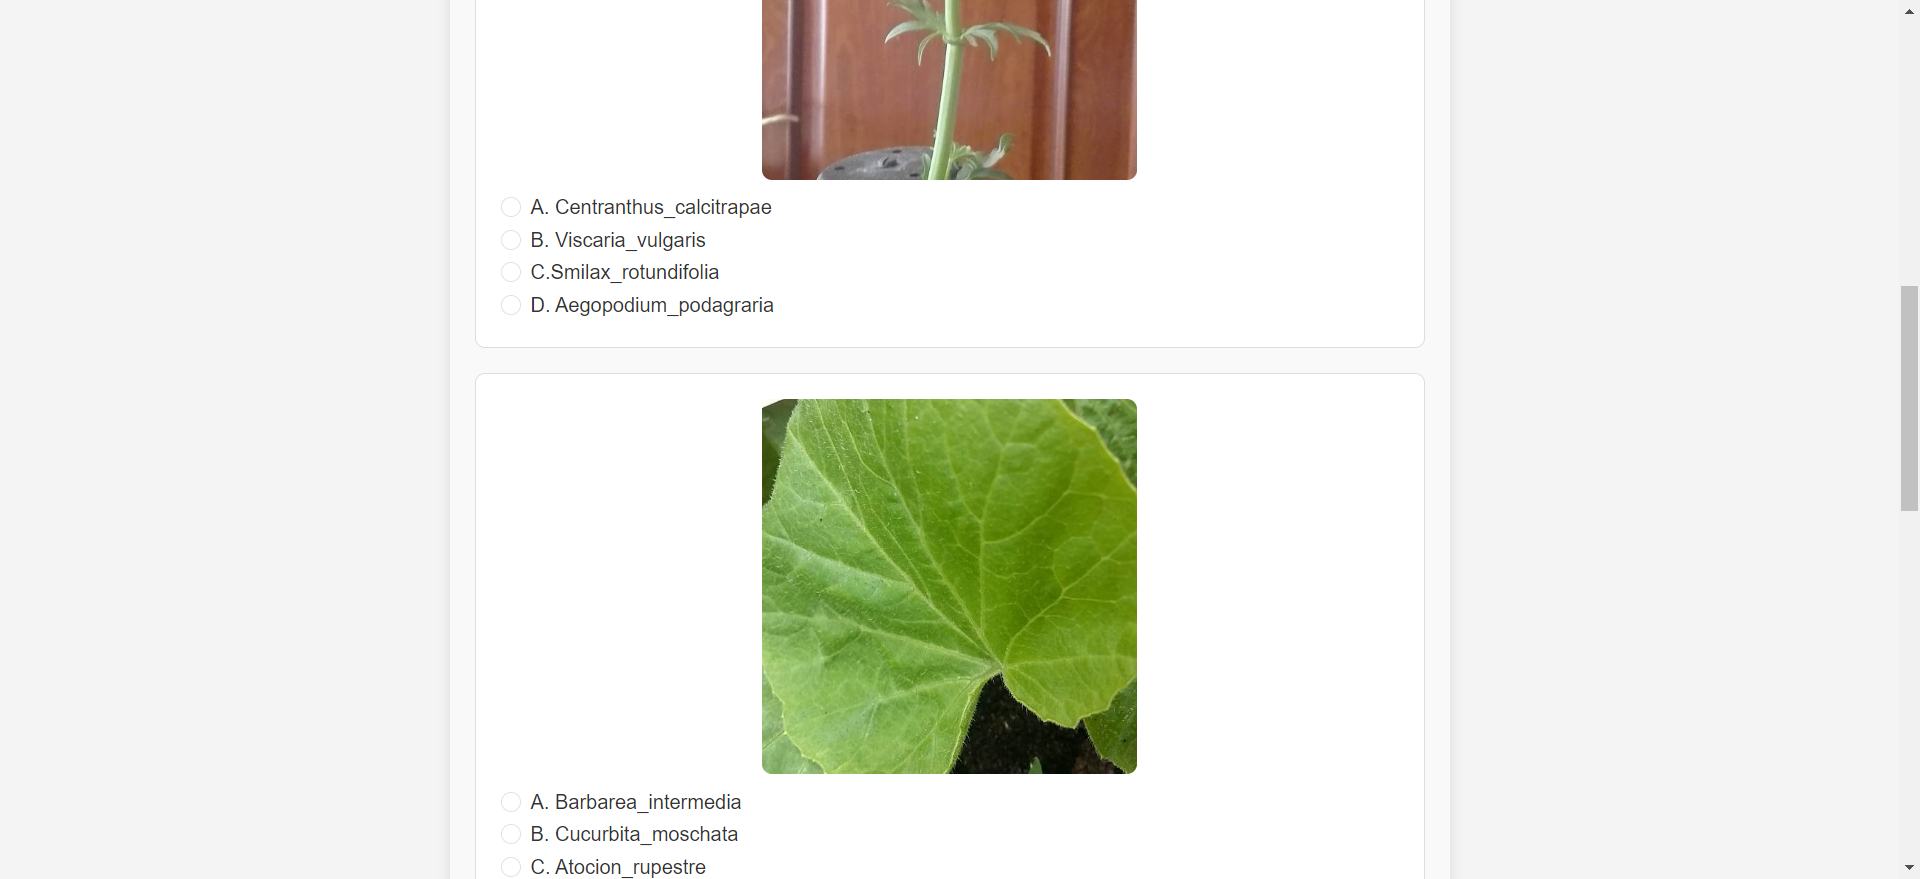 A. Centranthus_calcitrapae
B. Viscaria_vulgaris
C.Smilax_rotundifolia
D. Aegopodium_podagraria
A. Barbarea_intermedia
B. Cucurbita_moschata
C. Atocion_rupestre